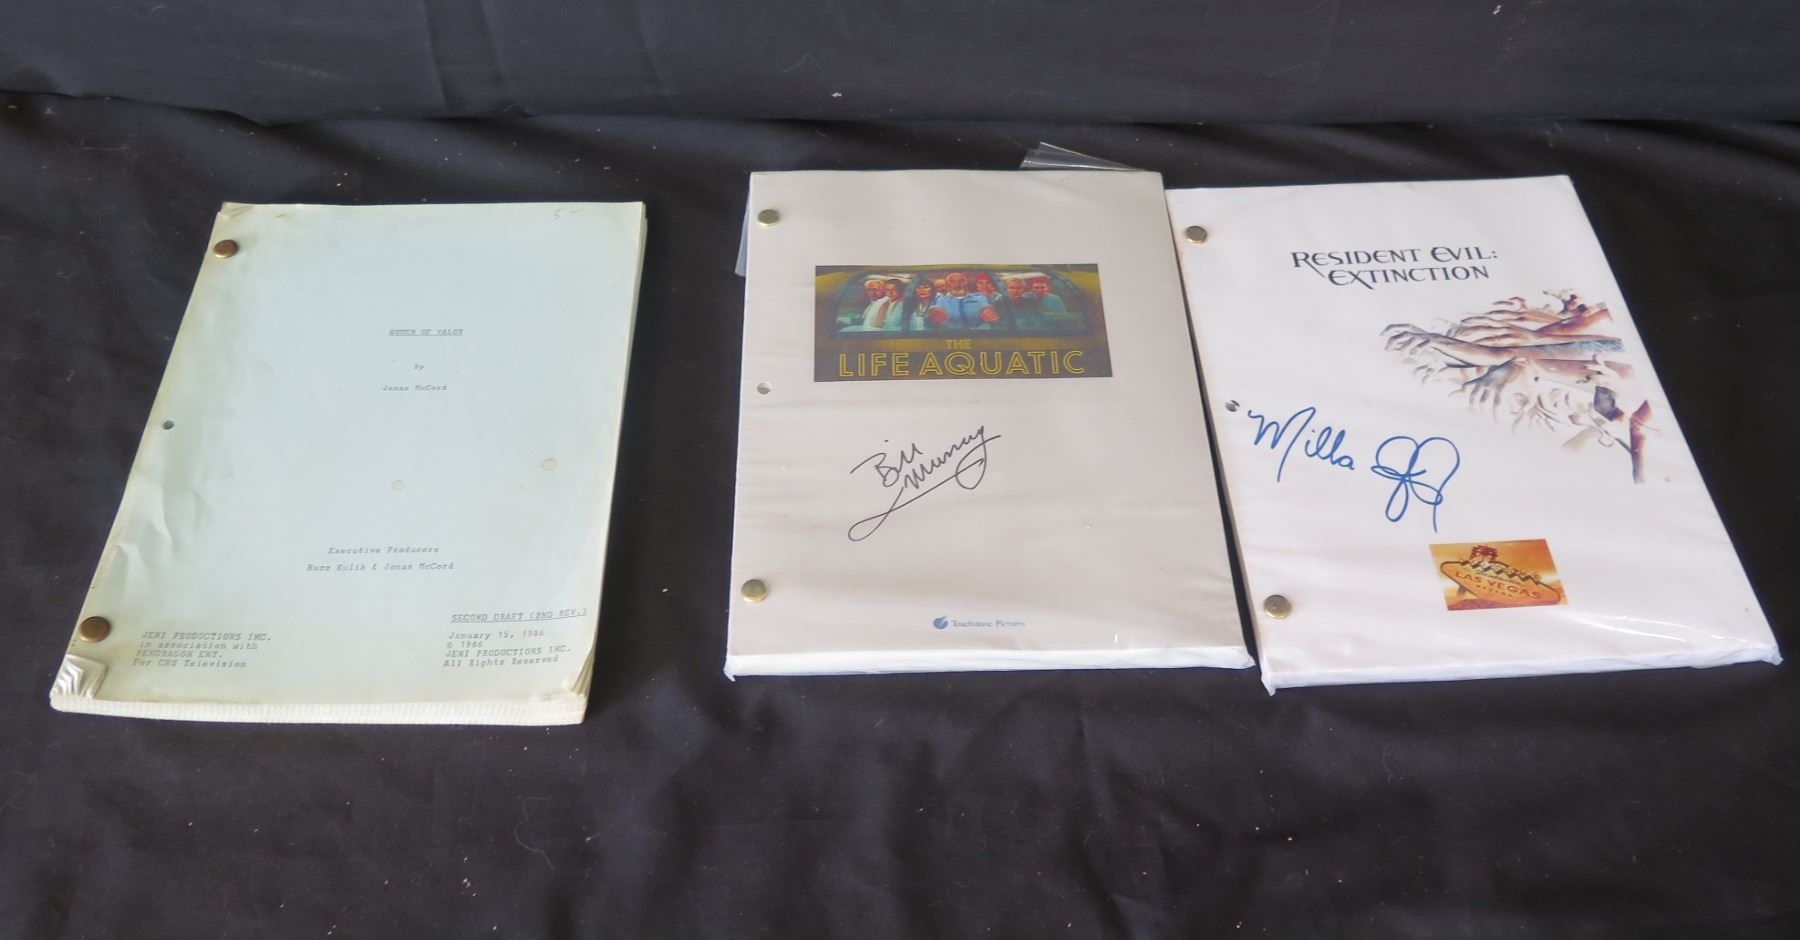 5-
WOMEN OF VALOR
by
Jonas McCord
Executive Producers
Buzz Kulik & Jonas McCord
SECOND DRAFT (2ND REV.)
January 15, 1986
© 1986
JENI PRODUCTIONS INC.
All Rights Reserved
JENI PRODUCTIONS INC.
in association with
PENDRAGON ENT.
For CBS Television
THE
LIFE AQUATIC
Bill
Murray
Touchstone Pictures
RESIDENT EVIL:
EXTINCTION
Milla
LAS VEGAS